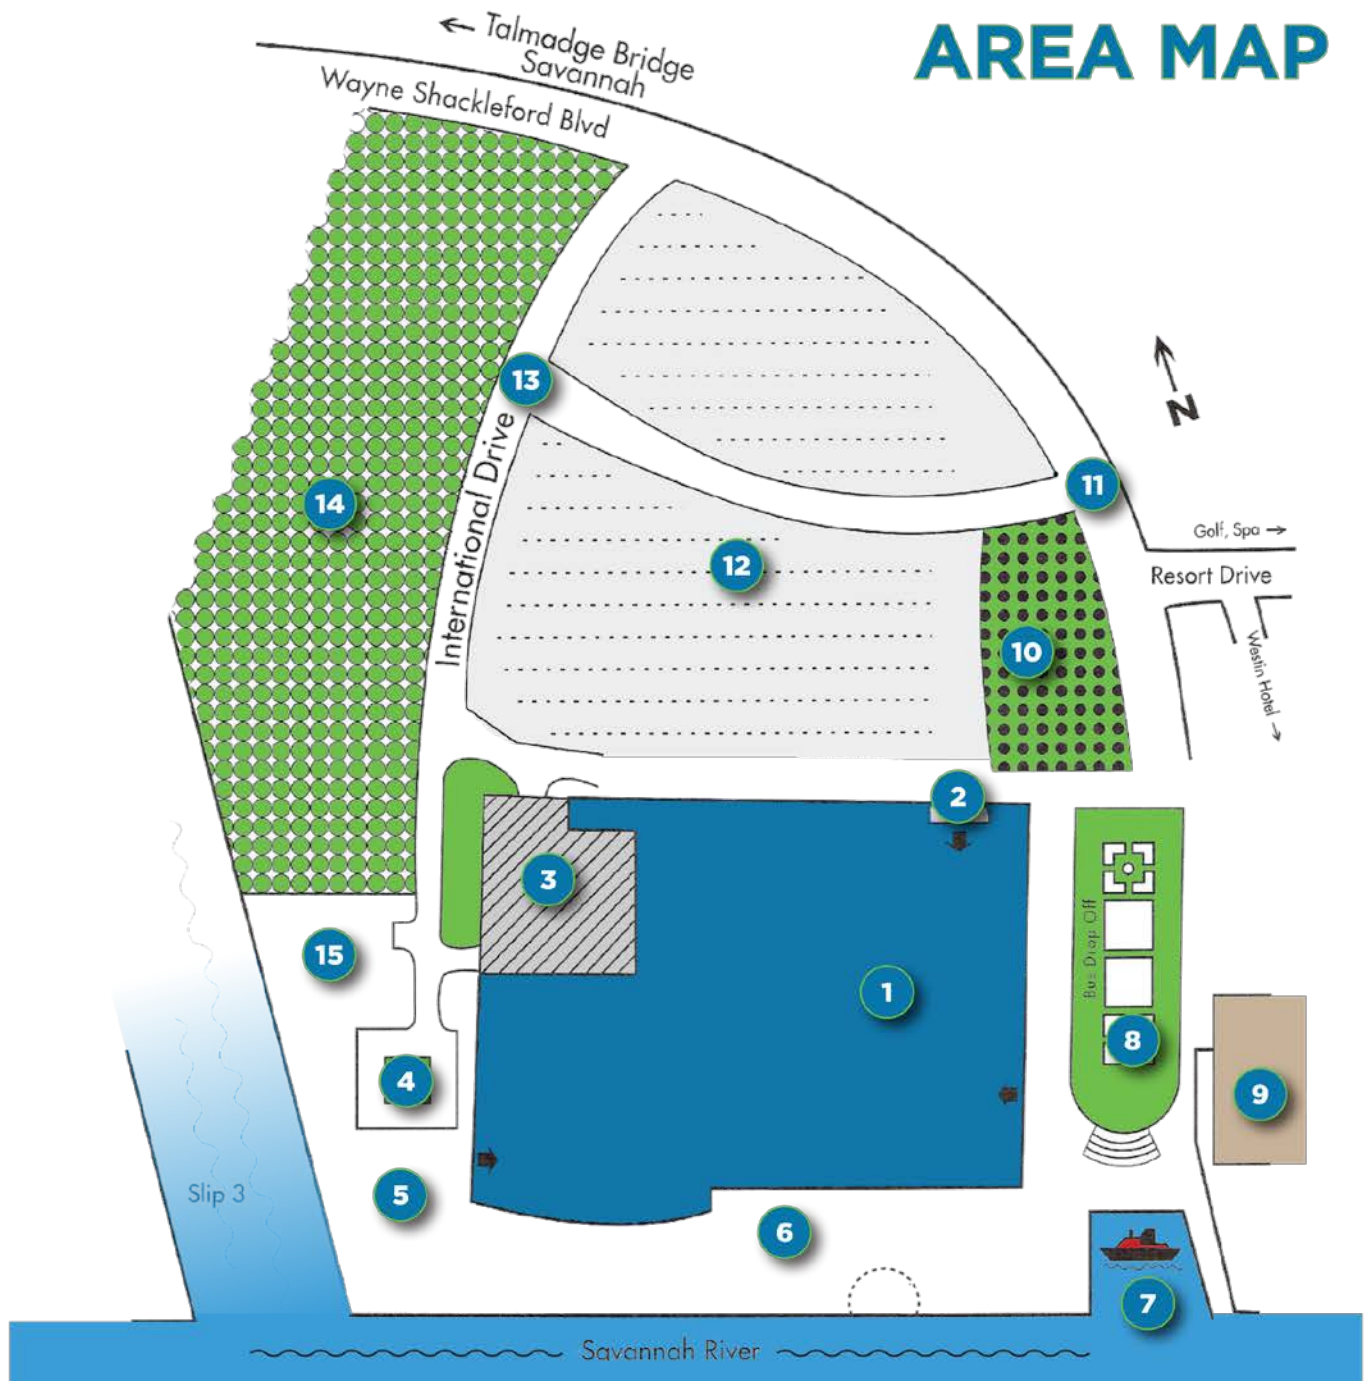 AREA MAP
← Talmadge Bridge
Savannah
Wayne Shackleford Blvd
13
N
International Drive
11
14
Golf, Spa →
12
Resort Drive
10
Westin Hotel →
2
3
Bus Drop Off
15
1
8
4
9
5
Slip 3
6
7
Savannah River